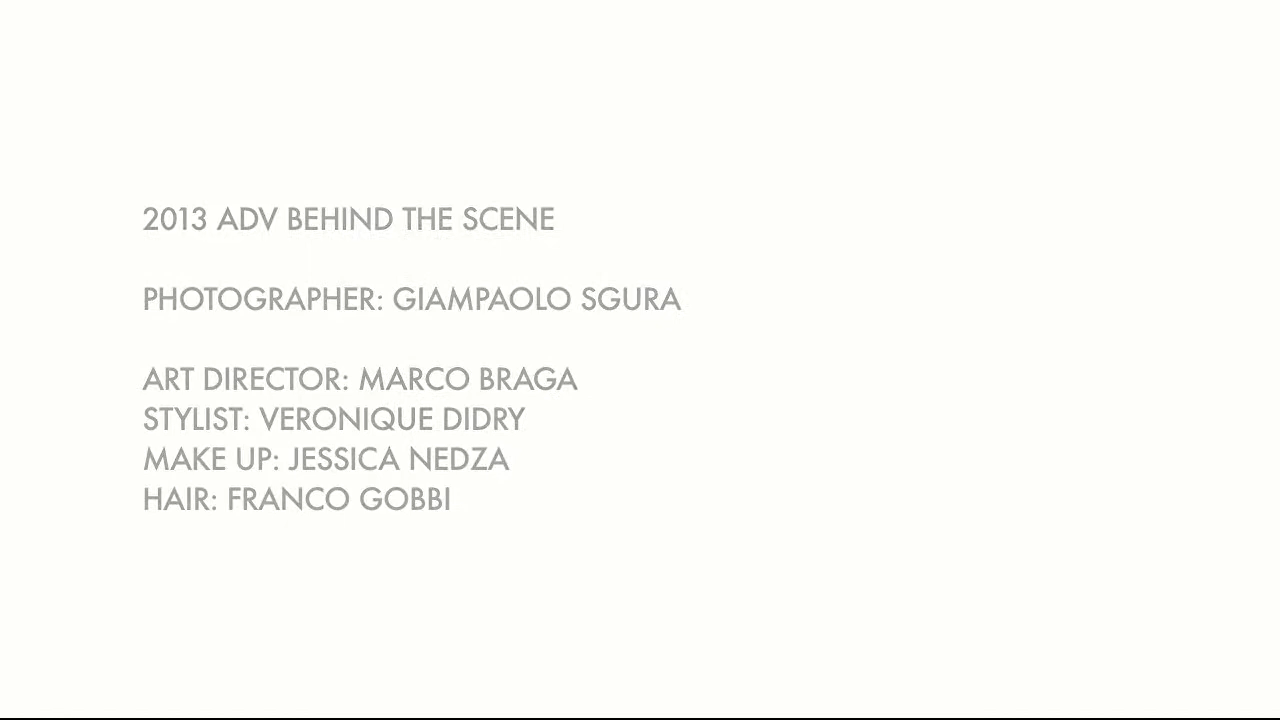 2013 ADV BEHIND THE SCENE
PHOTOGRAPHER: GIAMPAOLO SGURA
ART DIRECTOR: MARCO BRAGA
STYLIST: VERONIQUE DIDRY
MAKE UP: JESSICA NEDZA
HAIR: FRANCO GOBBI